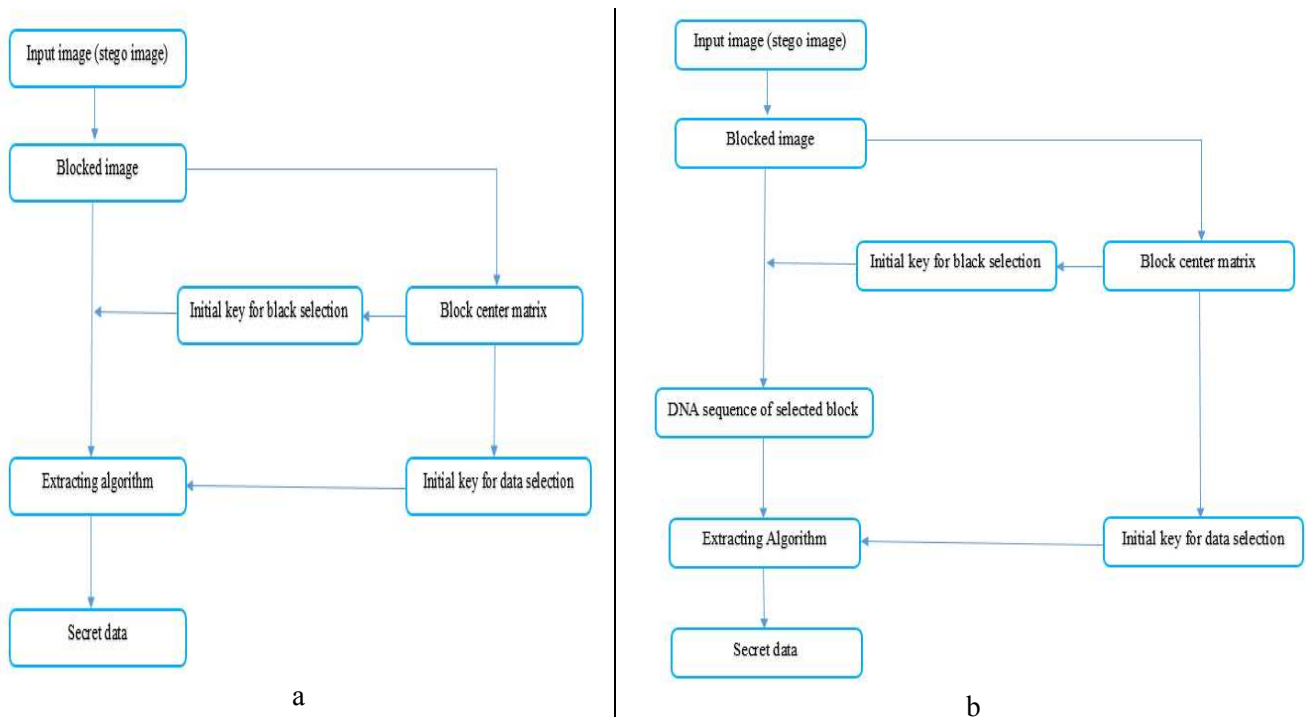 Input image (stego image)
Blocked image
Initial key for black selection
Block center matrix
Extracting algorithm
Initial key for data selection
Secret data
a
Input image (stego image)
Blocked image
Initial key for black selection
Block center matrix
DNA sequence of selected block
Extracting Algorithm
Initial key for data selection
Secret data
b